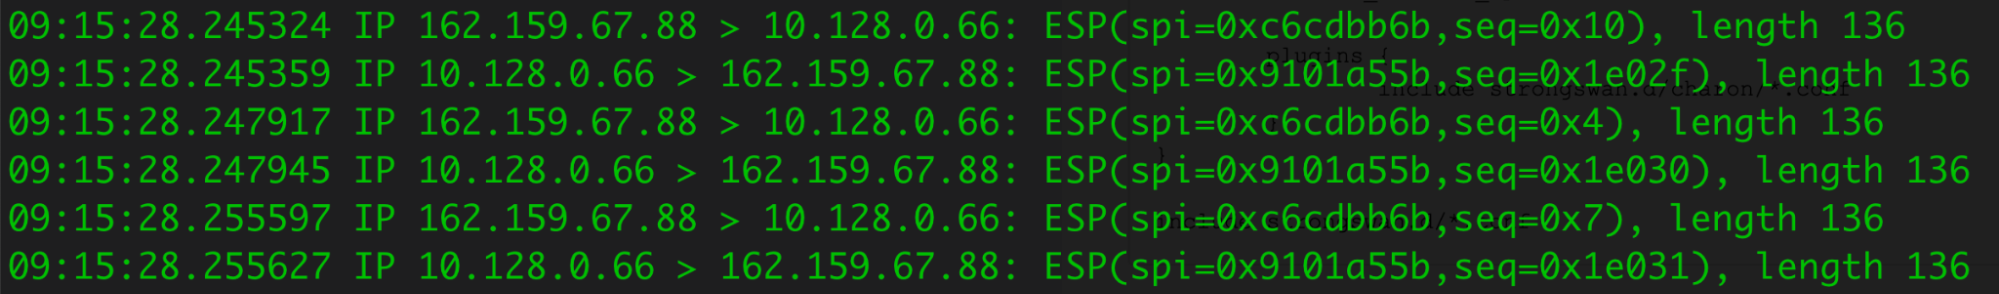 09:15:28.245324 IP 162.159.67.88 > 10.128.0.66: ESP(spi=0xc6cdbb6b,seq=0x10), length 136
plugins {
09:15:28.245359 IP 10.128.0.66 > 162.159.67.88: ESP(spi=0x9101a55b,seq=0x1e02f), length 136
include strongswan.d/charon/*.conf
09:15:28.247917 IP 162.159.67.88 > 10.128.0.66: ESP(spi=0xc6cdbb6b,seq=0x4), length 136
}
09:15:28.247945 IP 10.128.0.66 > 162.159.67.88: ESP(spi=0x9101a55b,seq=0x1e030), length 136
09:15:28.255597 IP 162.159.67.88 > 10.128.0.66: ESP(spi=0xc6cdbb6b,seq=0x7), length 136
09:15:28.255627 IP 10.128.0.66 > 162.159.67.88: ESP(spi=0x9101a55b,seq=0x1e031), length 136